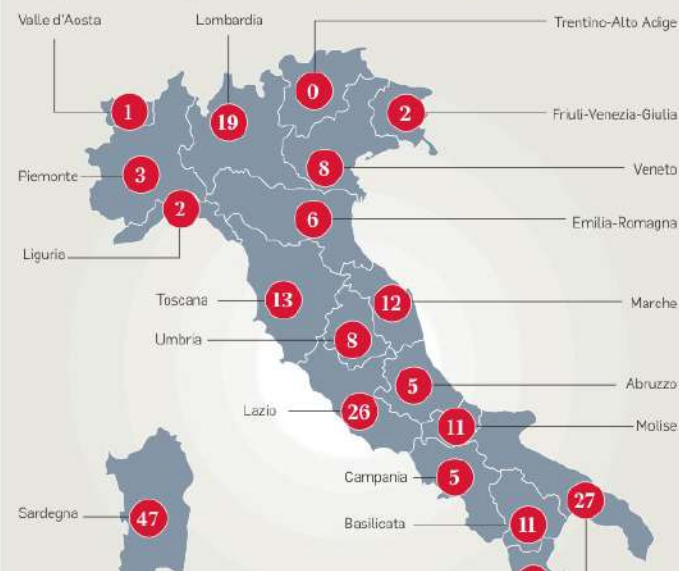 Valle d'Aosta
Lombardia
Trentino-Alto Adige
0
1
19
2
Friuli-Venezia-Giulia
Piemonte
3
8
Veneto
2
6
Emilia-Romagna
Liguria
Toscana
13
12
Marche
Umbria
8
5
Abruzzo
Lazio
26
11
Molise
Campania
5
Sardegna
47
Basilicata
11
27